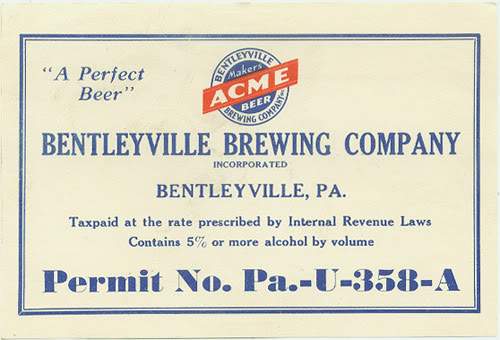 "A Perfect
Beer"
BENTLEYVILLE
Makers
ACME
BEER
BREWING COMPANY INC.
BENTLEYVILLE BREWING COMPANY
INCORPORATED
BENTLEYVILLE, PA.
Taxpaid at the rate prescribed by Internal Revenue Laws
Contains 5% or more alcohol by volume
Permit No. Pa.-U-358-A